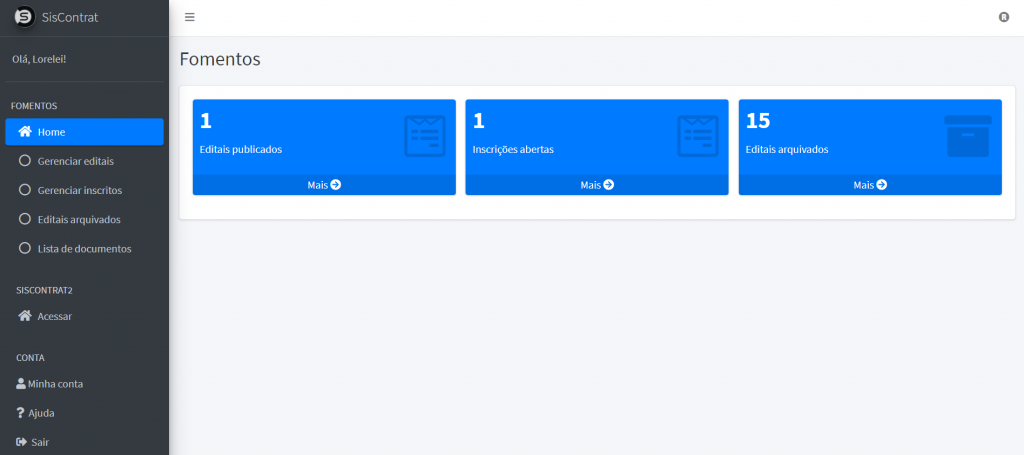 SisContrat
Olá, Lorelei!
FOMENTOS
Home
Gerenciar editais
Gerenciar inscritos
Editais arquivados
Lista de documentos
SISCONTRAT2
Acessar
CONTA
Minha conta
Ajuda
Sair
Fomentos
1
Editais publicados
Mais
1
Inscrições abertas
Mais
15
Editais arquivados
Mais